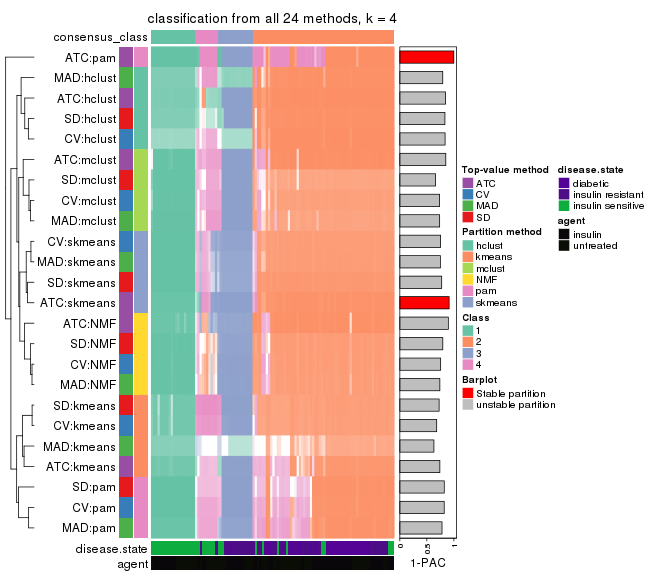 classification from all 24 methods, k = 4
consensus_class
ATC:pam
MAD:hclust
ATC:hclust
SD:hclust
CV:hclust
ATC:mclust
SD:mclust
CV:mclust
MAD:mclust
CV:skmeans
MAD:skmeans
SD:skmeans
ATC:skmeans
ATC:NMF
SD:NMF
CV:NMF
MAD:NMF
SD:kmeans
CV:kmeans
MAD:kmeans
ATC:kmeans
SD:pam
CV:pam
MAD:pam
disease.state
agent
0
0.5
1
1-PAC
Top-value method
ATC
CV
MAD
SD
Partition method
hclust
kmeans
mclust
NMF
pam
skmeans
Class
1
2
3
4
Barplot
Stable partition
unstable partition
disease.state
diabetic
insulin resistant
insulin sensitive
agent
insulin
untreated